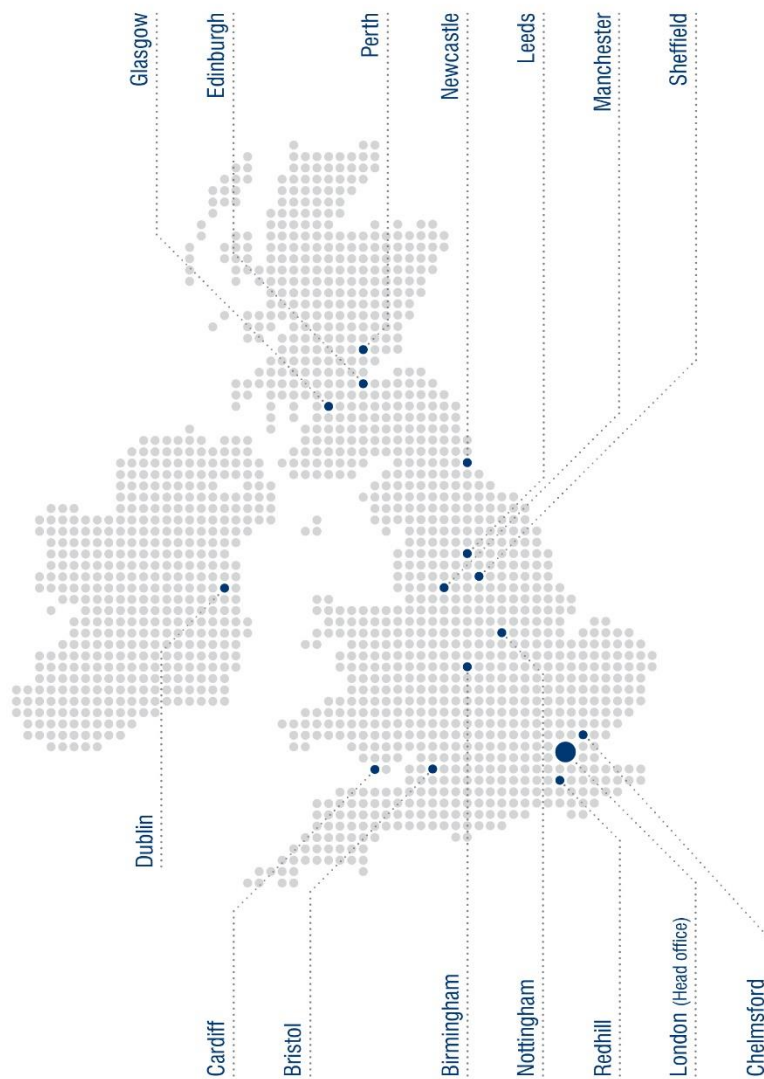 Glasgow
Edinburgh
Perth
Newcastle
Leeds
Manchester
Sheffield
Dublin
Cardiff
Bristol
Birmingham
Nottingham
Redhill
London (Head office)
Chelmsford